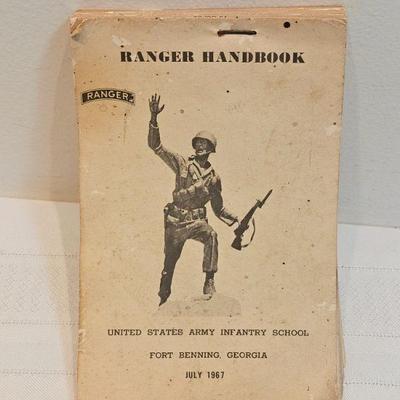 RANGER HANDBOOK
RANGER
UNITED STATES ARMY INFANTRY SCHOOL
FORT BENNING, GEORGIA
JULY 1967